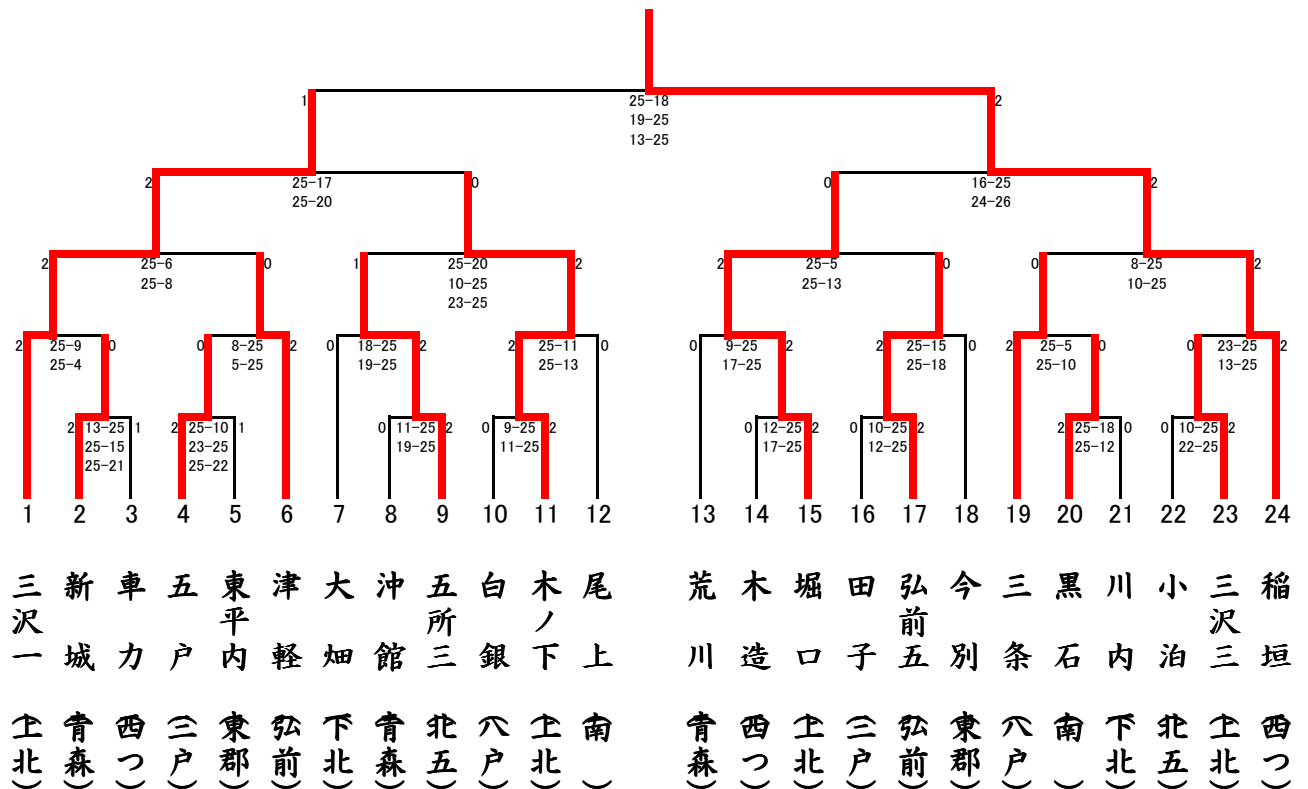 1 25-18 2
19-25
13-25
2 25-17 0 0 16-25 2
25-20 24-26
2 25-6 0 1 25-20 2 2 25-5 0 0 8-25 2
25-8 10-25 25-13 10-25
23-25
2 25-9 0 0 8-25 2 0 18-25 2 2 25-11 0 0 9-25 2 2 25-15 0 2 25-5 0 0 23-25 2
25-4 5-25 19-25 25-13 17-25 25-18 25-10 13-25
2 13-25 1 2 25-10 1 0 11-25 2 0 9-25 2 0 12-25 2 0 10-25 2 2 25-18 0 0 10-25 2
25-15 23-25 19-25 11-25 17-25 12-25 25-12 22-25
25-21 25-22
1 2 3 4 5 6 7 8 9 10 11 12 13 14 15 16 17 18 19 20 21 22 23 24
三沢一(上北)
新城(青森)
車力(西つ)
五戸(三戸)
東平内(東郡)
津軽(弘前)
大畑(下北)
沖館(青森)
五所三(北五)
白銀(八戸)
木ノ下(上北)
尾上(南)
荒川(青森)
木造(西つ)
堀口(上北)
田子(三戸)
弘前五(弘前)
今別(東郡)
三条(八戸)
黒石(南)
川内(下北)
小泊(北五)
三沢三(上北)
稲垣(西つ)